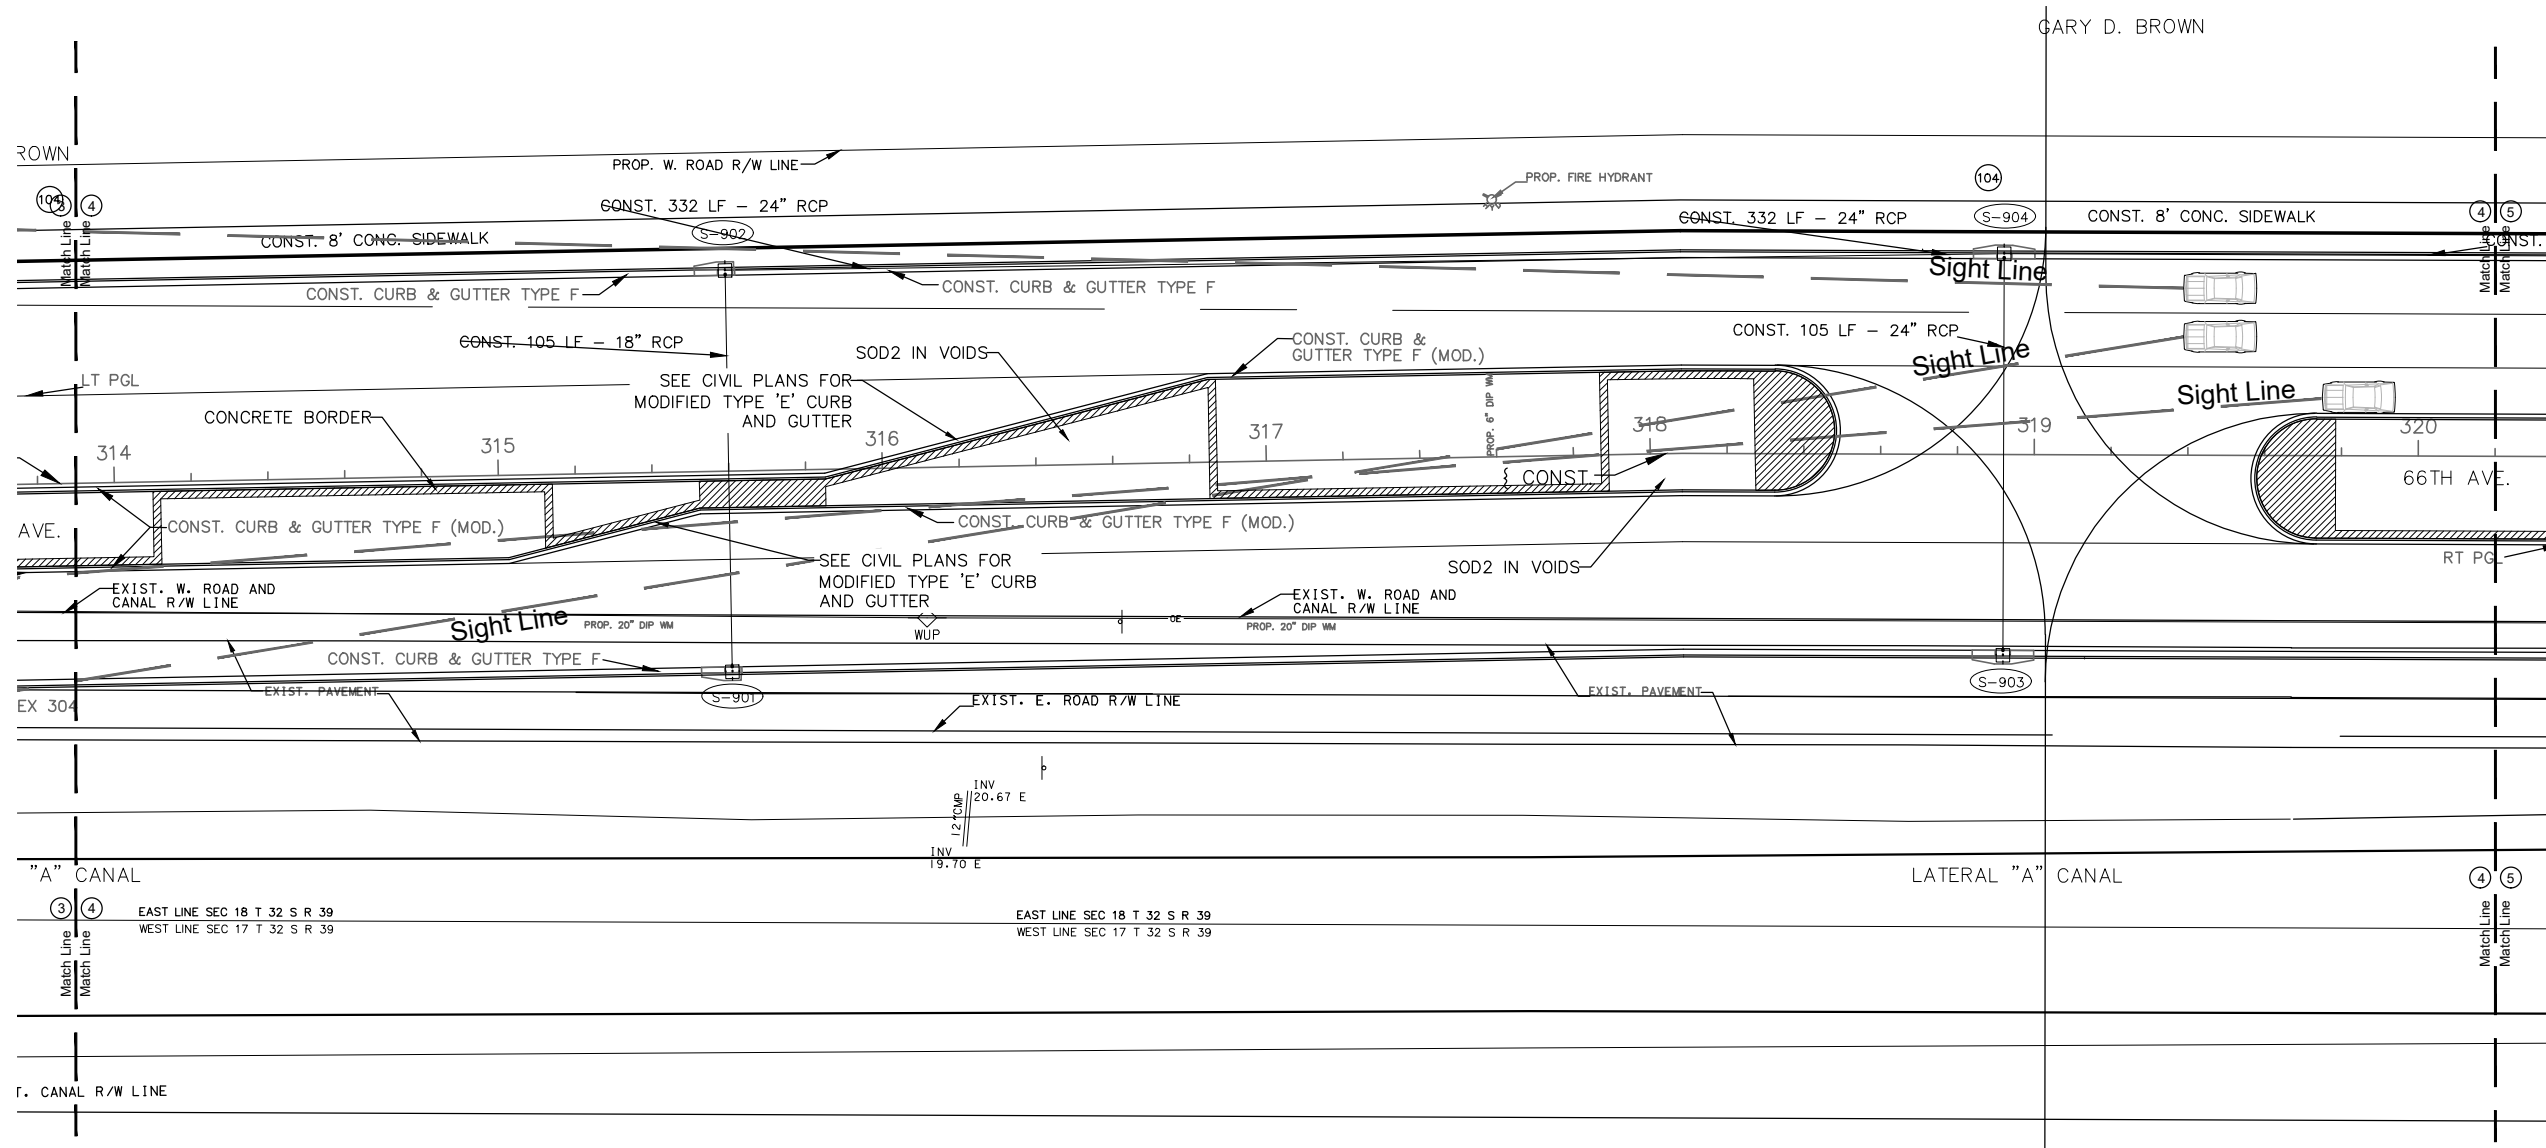 GARY D. BROWN
ROWN
PROP. W. ROAD R/W LINE
PROP. FIRE HYDRANT
104
104
3
4
CONST. 332 LF - 24" RCP
S-902
CONST. 332 LF - 24" RCP
S-904
CONST. 8' CONC. SIDEWALK
4
5
CONST. 8' CONC. SIDEWALK
CONST.
Match Line
Match Line
Match Line
Match Line
Sight Line
CONST. CURB & GUTTER TYPE F
CONST. CURB & GUTTER TYPE F
CONST. 105 LF - 18" RCP
SOD2 IN VOIDS
CONST. CURB &
GUTTER TYPE F (MOD.)
CONST. 105 LF - 24" RCP
Sight Line
LT PGL
SEE CIVIL PLANS FOR
MODIFIED TYPE 'E' CURB
AND GUTTER
PROP. 6" DIP WM
Sight Line
CONCRETE BORDER
314
315
316
317
318
319
320
CONST.
66TH AVE.
AVE.
CONST. CURB & GUTTER TYPE F (MOD.)
CONST. CURB & GUTTER TYPE F (MOD.)
SEE CIVIL PLANS FOR
MODIFIED TYPE 'E' CURB
AND GUTTER
SOD2 IN VOIDS
RT PGL
EXIST. W. ROAD AND
CANAL R/W LINE
EXIST. W. ROAD AND
CANAL R/W LINE
Sight Line
PROP. 20" DIP WM
WUP
OE
PROP. 20" DIP WM
CONST. CURB & GUTTER TYPE F
EXIST. PAVEMENT
S-901
EXIST. PAVEMENT
S-903
EX 304
EXIST. E. ROAD R/W LINE
INV
20.67 E
12"CMP
INV
19.70 E
"A" CANAL
LATERAL "A" CANAL
3
4
4
5
EAST LINE SEC 18 T 32 S R 39
WEST LINE SEC 17 T 32 S R 39
EAST LINE SEC 18 T 32 S R 39
WEST LINE SEC 17 T 32 S R 39
Match Line
Match Line
Match Line
Match Line
T. CANAL R/W LINE